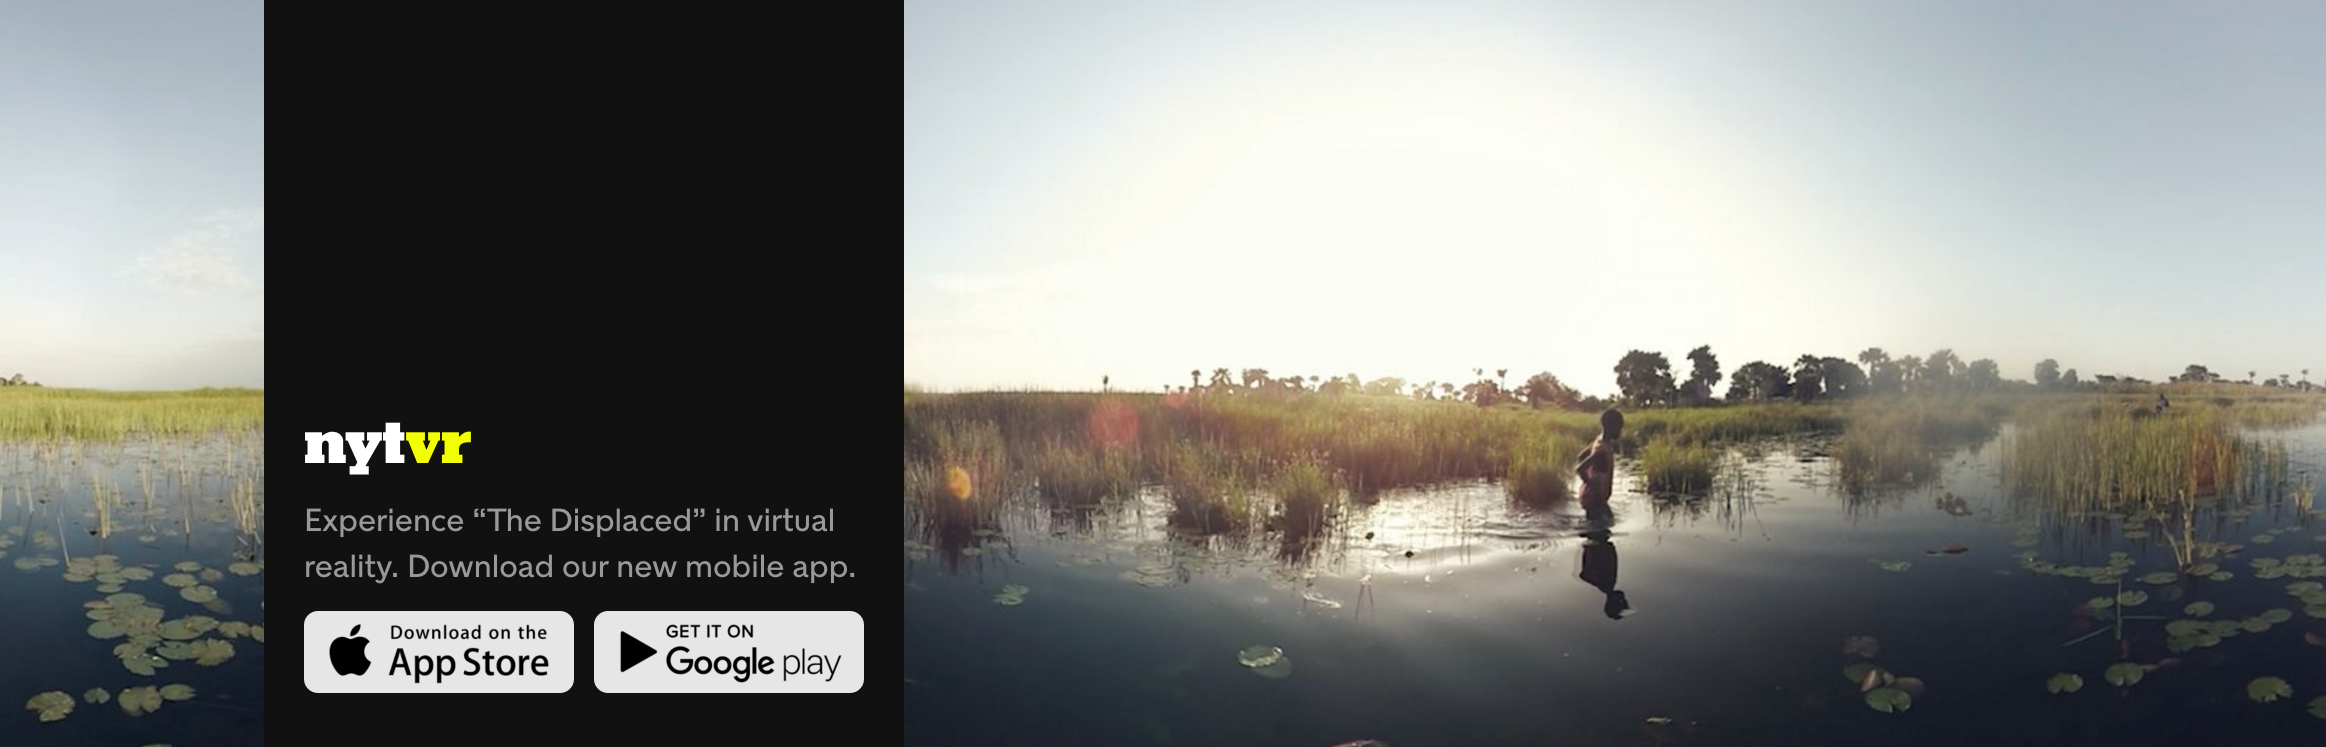 nytvr
Experience “The Displaced” in virtual
reality. Download our new mobile app.
Download on the
App Store
GET IT ON
Google play